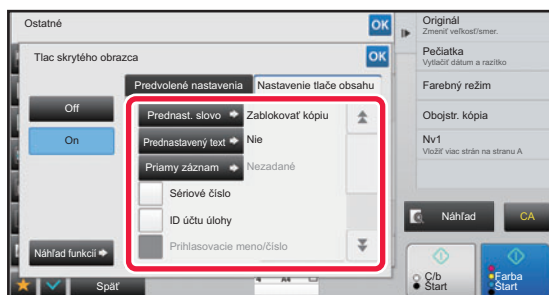 Ostatné
OK
Tlac skrytého obrazca
OK
Predvolené nastavenia
Nastavenie tlače obsahu
Off
On
Prednast. slovo
Zablokovať kópiu
Prednastavený text
Nie
Priamy záznam
Nezadané
Sériové číslo
ID účtu úlohy
Prihlasovacie meno/číslo
Náhľad funkcií
Späť
A4
Originál
Zmeniť veľkosť/smer.
Pečiatka
Vytlačiť dátum a razítko
Farebný režim
Obojstr. kópia
Nv1
Vložiť viac strán na stranu A
Náhľad
CA
Č/b
Štart
Farba
Štart